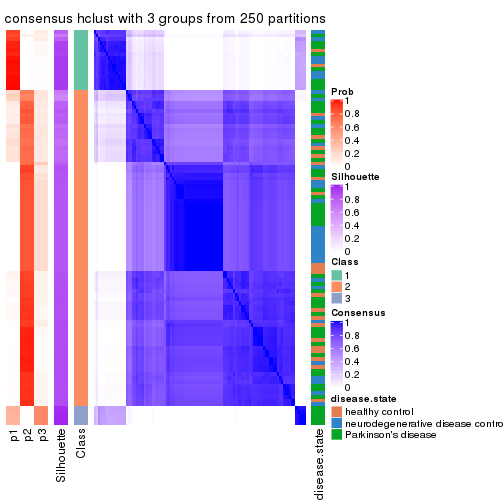 consensus hclust with 3 groups from 250 partitions
Prob
1
0.8
0.6
0.4
0.2
0
Silhouette
1
0.8
0.6
0.4
0.2
0
Class
1
2
3
Consensus
1
0.8
0.6
0.4
0.2
0
disease.state
healthy control
neurodegenerative disease contro
Parkinson's disease
p1
p2
p3
Silhouette
Class
disease.state